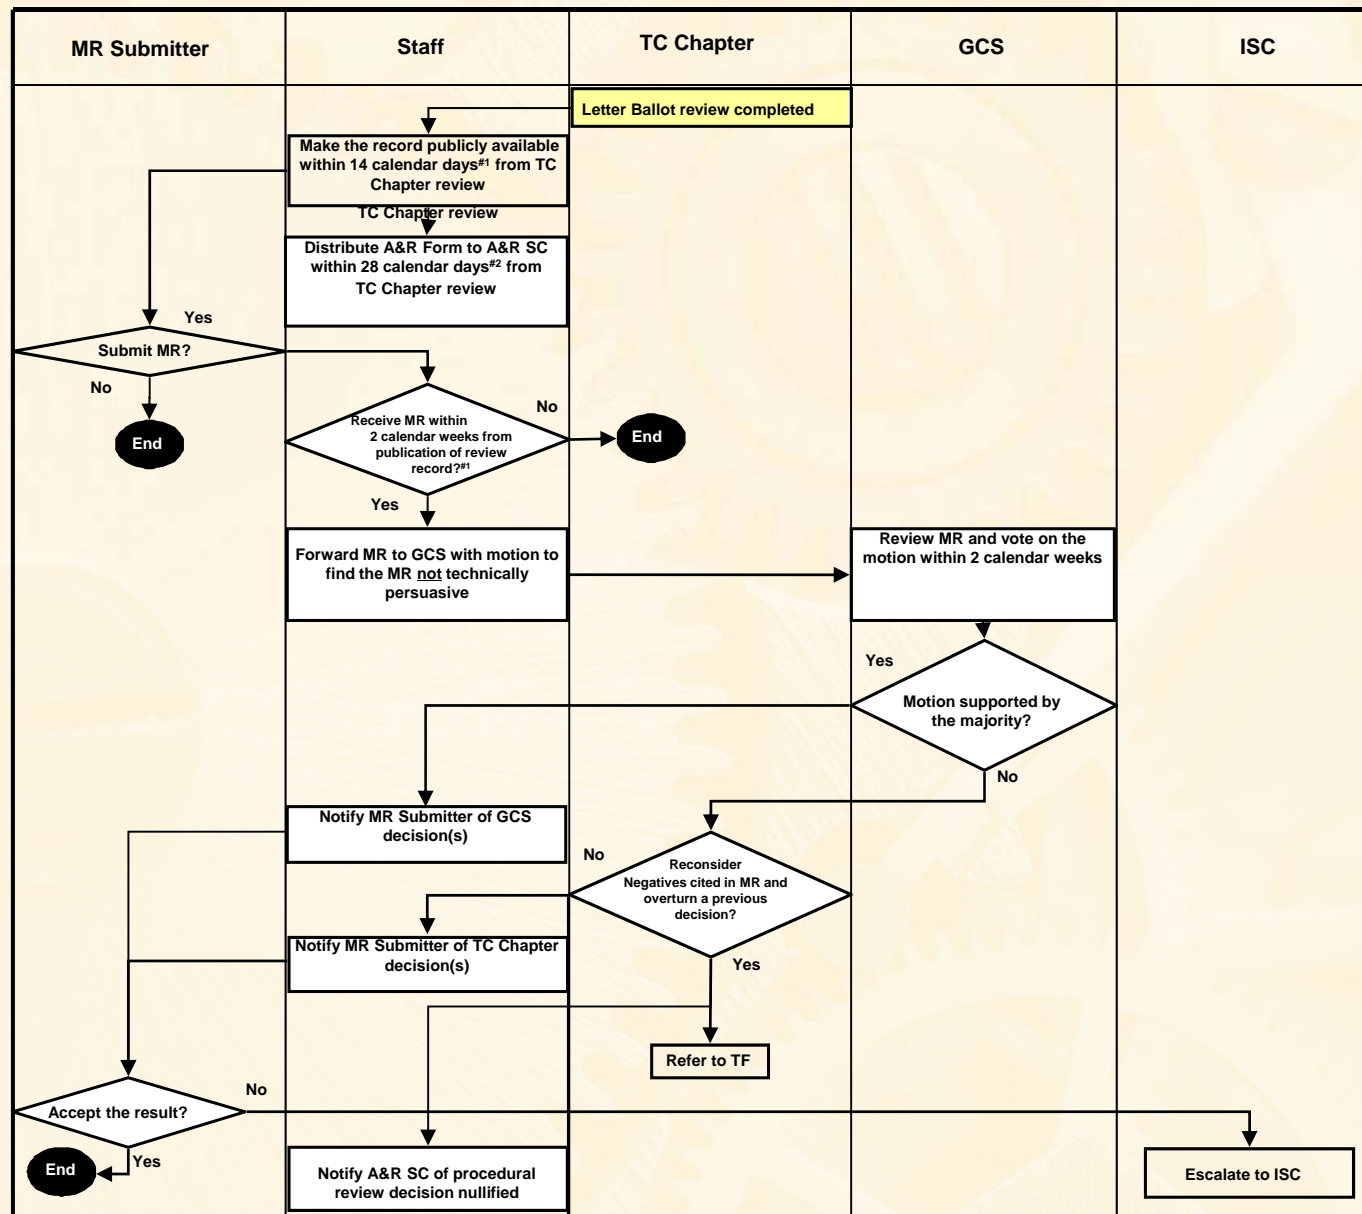 MR Submitter
Staff
TC Chapter
GCS
ISC
Letter Ballot review completed
Make the record publicly available
within 14 calendar days#1 from TC
Chapter review
TC Chapter review
Distribute A&R Form to A&R SC
within 28 calendar days#2 from
TC Chapter review
Yes
Submit MR?
No
End
Receive MR within
2 calendar weeks from
publication of review
record?#1
No
End
Yes
Forward MR to GCS with motion to
find the MR not technically
persuasive
Review MR and vote on the
motion within 2 calendar weeks
Yes
Motion supported by
the majority?
No
Notify MR Submitter of GCS
decision(s)
No
Reconsider
Negatives cited in MR and
overturn a previous
decision?
Notify MR Submitter of TC Chapter
decision(s)
Yes
Refer to TF
No
Accept the result?
Yes
End
Notify A&R SC of procedural
review decision nullified
Escalate to ISC